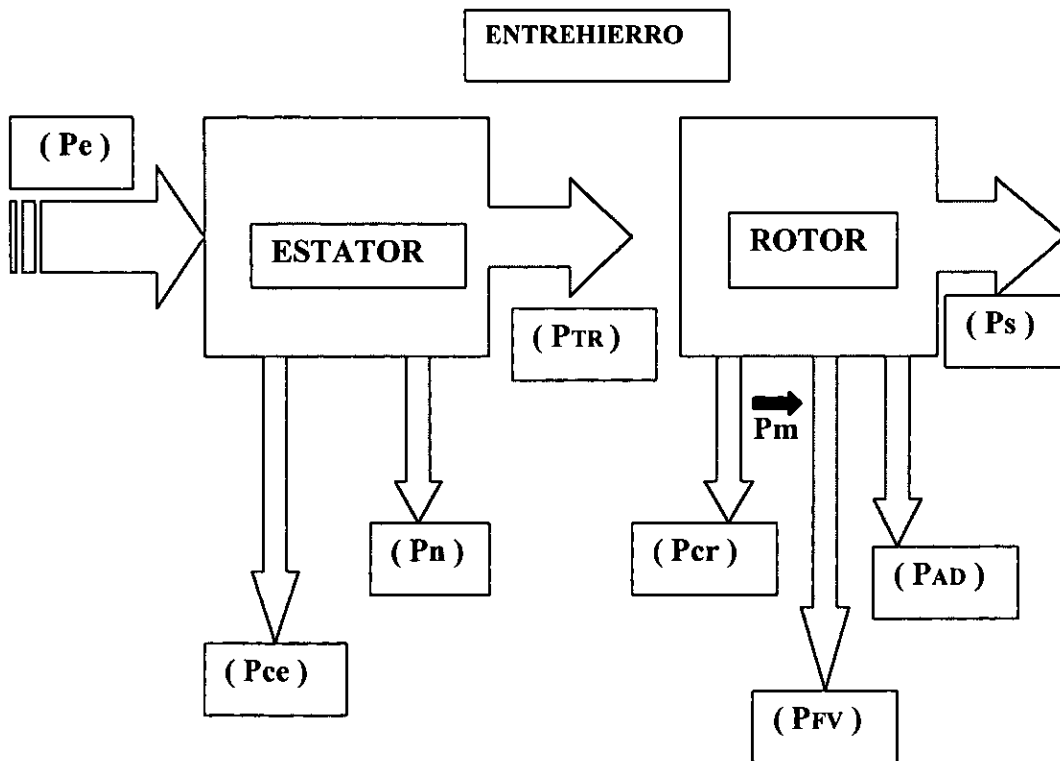 ENTREHIERRO
( Pe )
ESTATOR
ROTOR
( PTR )
( Ps )
Pm
( Pn )
( Pcr )
( PAD )
( Pce )
( PFV )